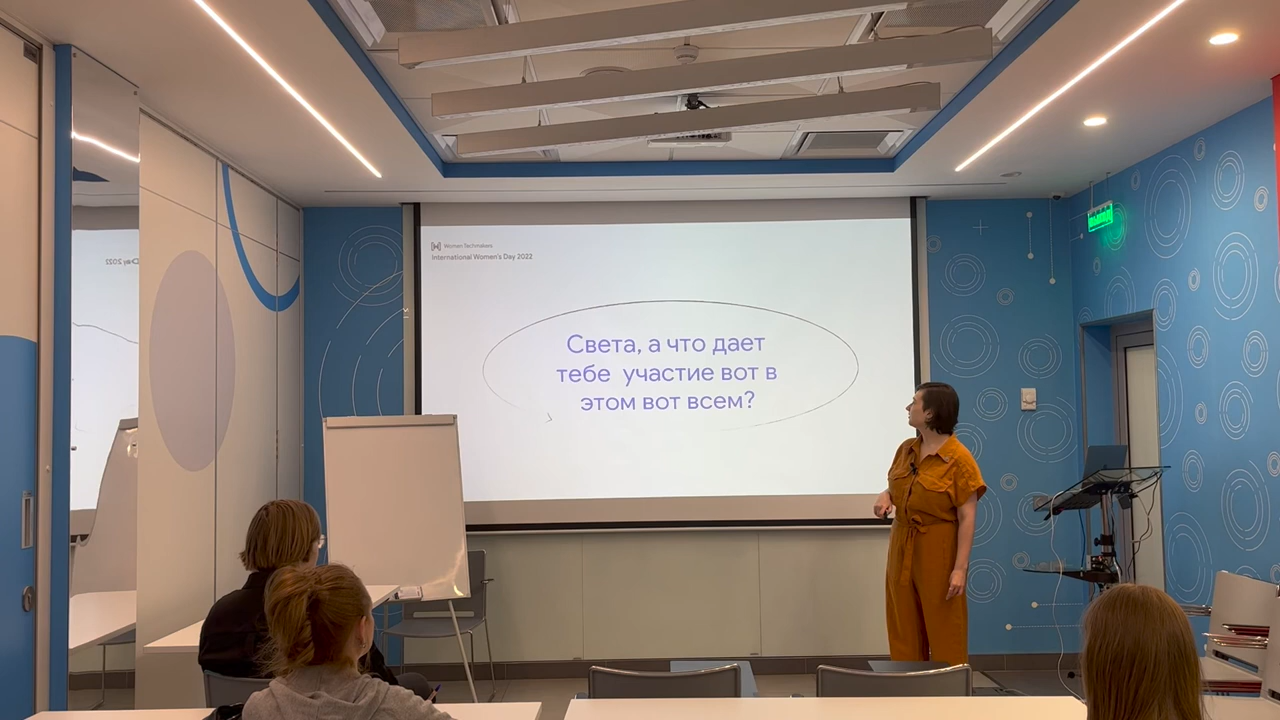 Women Techmakers
International Women's Day 2022
Света, а что дает
тебе участие вот в
этом вот всем?